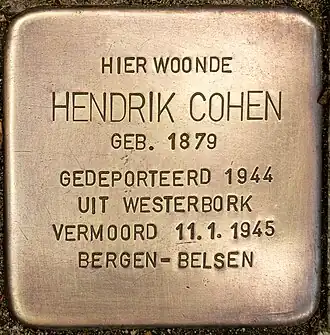 HIER WOONDE
HENDRIK COHEN
GEB. 1879
GEDEPORTEERD 1944
UIT WESTERBORK
VERMOORD 11.1.1945
BERGEN-BELSEN